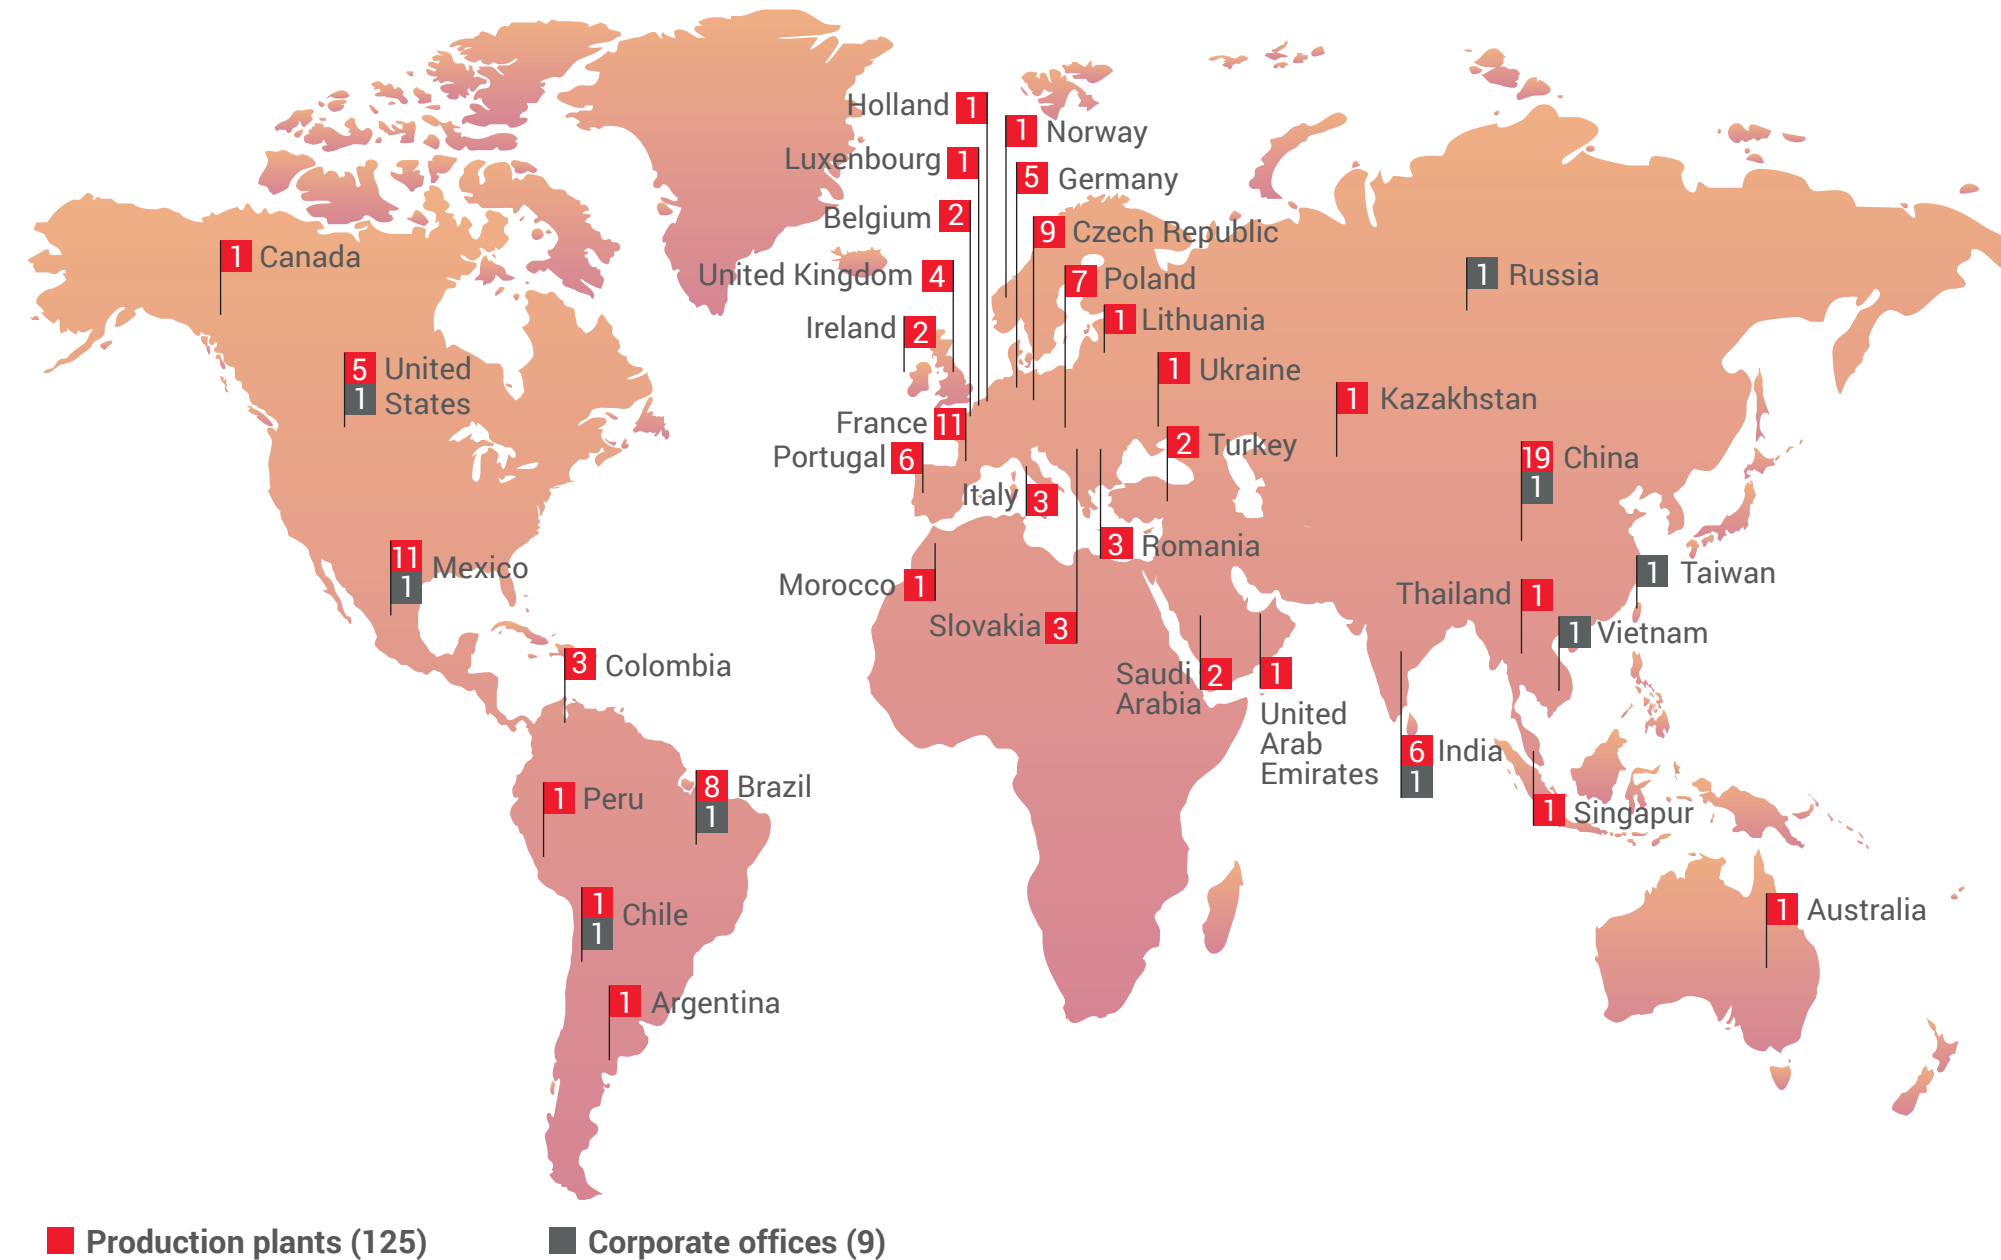 Holland 1
1 Norway
Luxenbourg 1
5 Germany
Belgium 2
9 Czech Republic
1 Canada
United Kingdom 4
7 Poland
1 Russia
Ireland 2
1 Lithuania
5 United
1 States
1 Ukraine
1 Kazakhstan
France 11
2 Turkey
Portugal 6
19 China
1
Italy 3
11 Mexico
1
3 Romania
Morocco 1
1 Taiwan
Thailand 1
Slovakia 3
1 Vietnam
3 Colombia
Saudi 2
Arabia
1
United
Arab
Emirates
6 India
1
8 Brazil
1
1 Peru
1 Singapur
1 Chile
1
1 Australia
1 Argentina
Production plants (125)
Corporate offices (9)